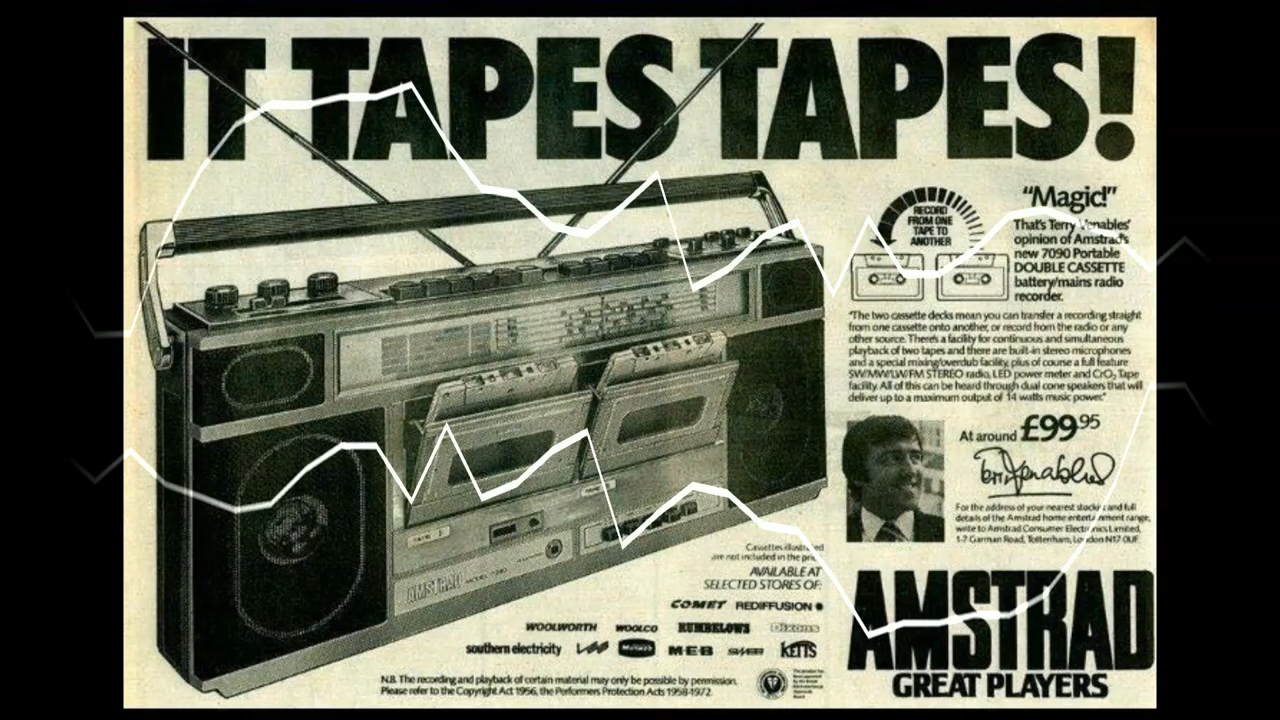 IT TAPES TAPES!
RECORD
FROM ONE
TAPE TO
ANOTHER
“Magic!”
That's Terry Venables'
opinion of Amstrad's
new 7090 Portable
DOUBLE CASSETTE
battery/mains radio
recorder.
"The two cassette decks mean you can transfer a recording straight
from one cassette onto another, or record from the radio or any
other source. There's a facility for continuous and simultaneous
playback of two tapes and there are built-in stereo microphones
and a special mixing/overdub facility, plus of course a full feature
SW/MW/LW/FM STEREO radio, LED power meter and CrO2 Tape
facility. All of this can be heard through dual cone speakers that will
deliver up to a maximum output of 14 watts music power."
At around £99.95
Terry Venables
For the address of your nearest stockist and full
details of the Amstrad home entertainment range,
write to Amstrad Consumer Electronics Limited,
1-7 Garman Road, Tottenham, London N17 0UF.
AMSTRAD
Cassettes illustrated
are not included in the price
AVAILABLE AT
SELECTED STORES OF:
COMET REDIFFUSION
WOOLWORTH WOOLCO RUMBELOWS Dixons
southern electricity MEB SWEB KETTS
N.B. The recording and playback of certain material may only be possible by permission.
Please refer to the Copyright Act 1956, the Performers Protection Acts 1958-1972.
AMSTRAD
GREAT PLAYERS